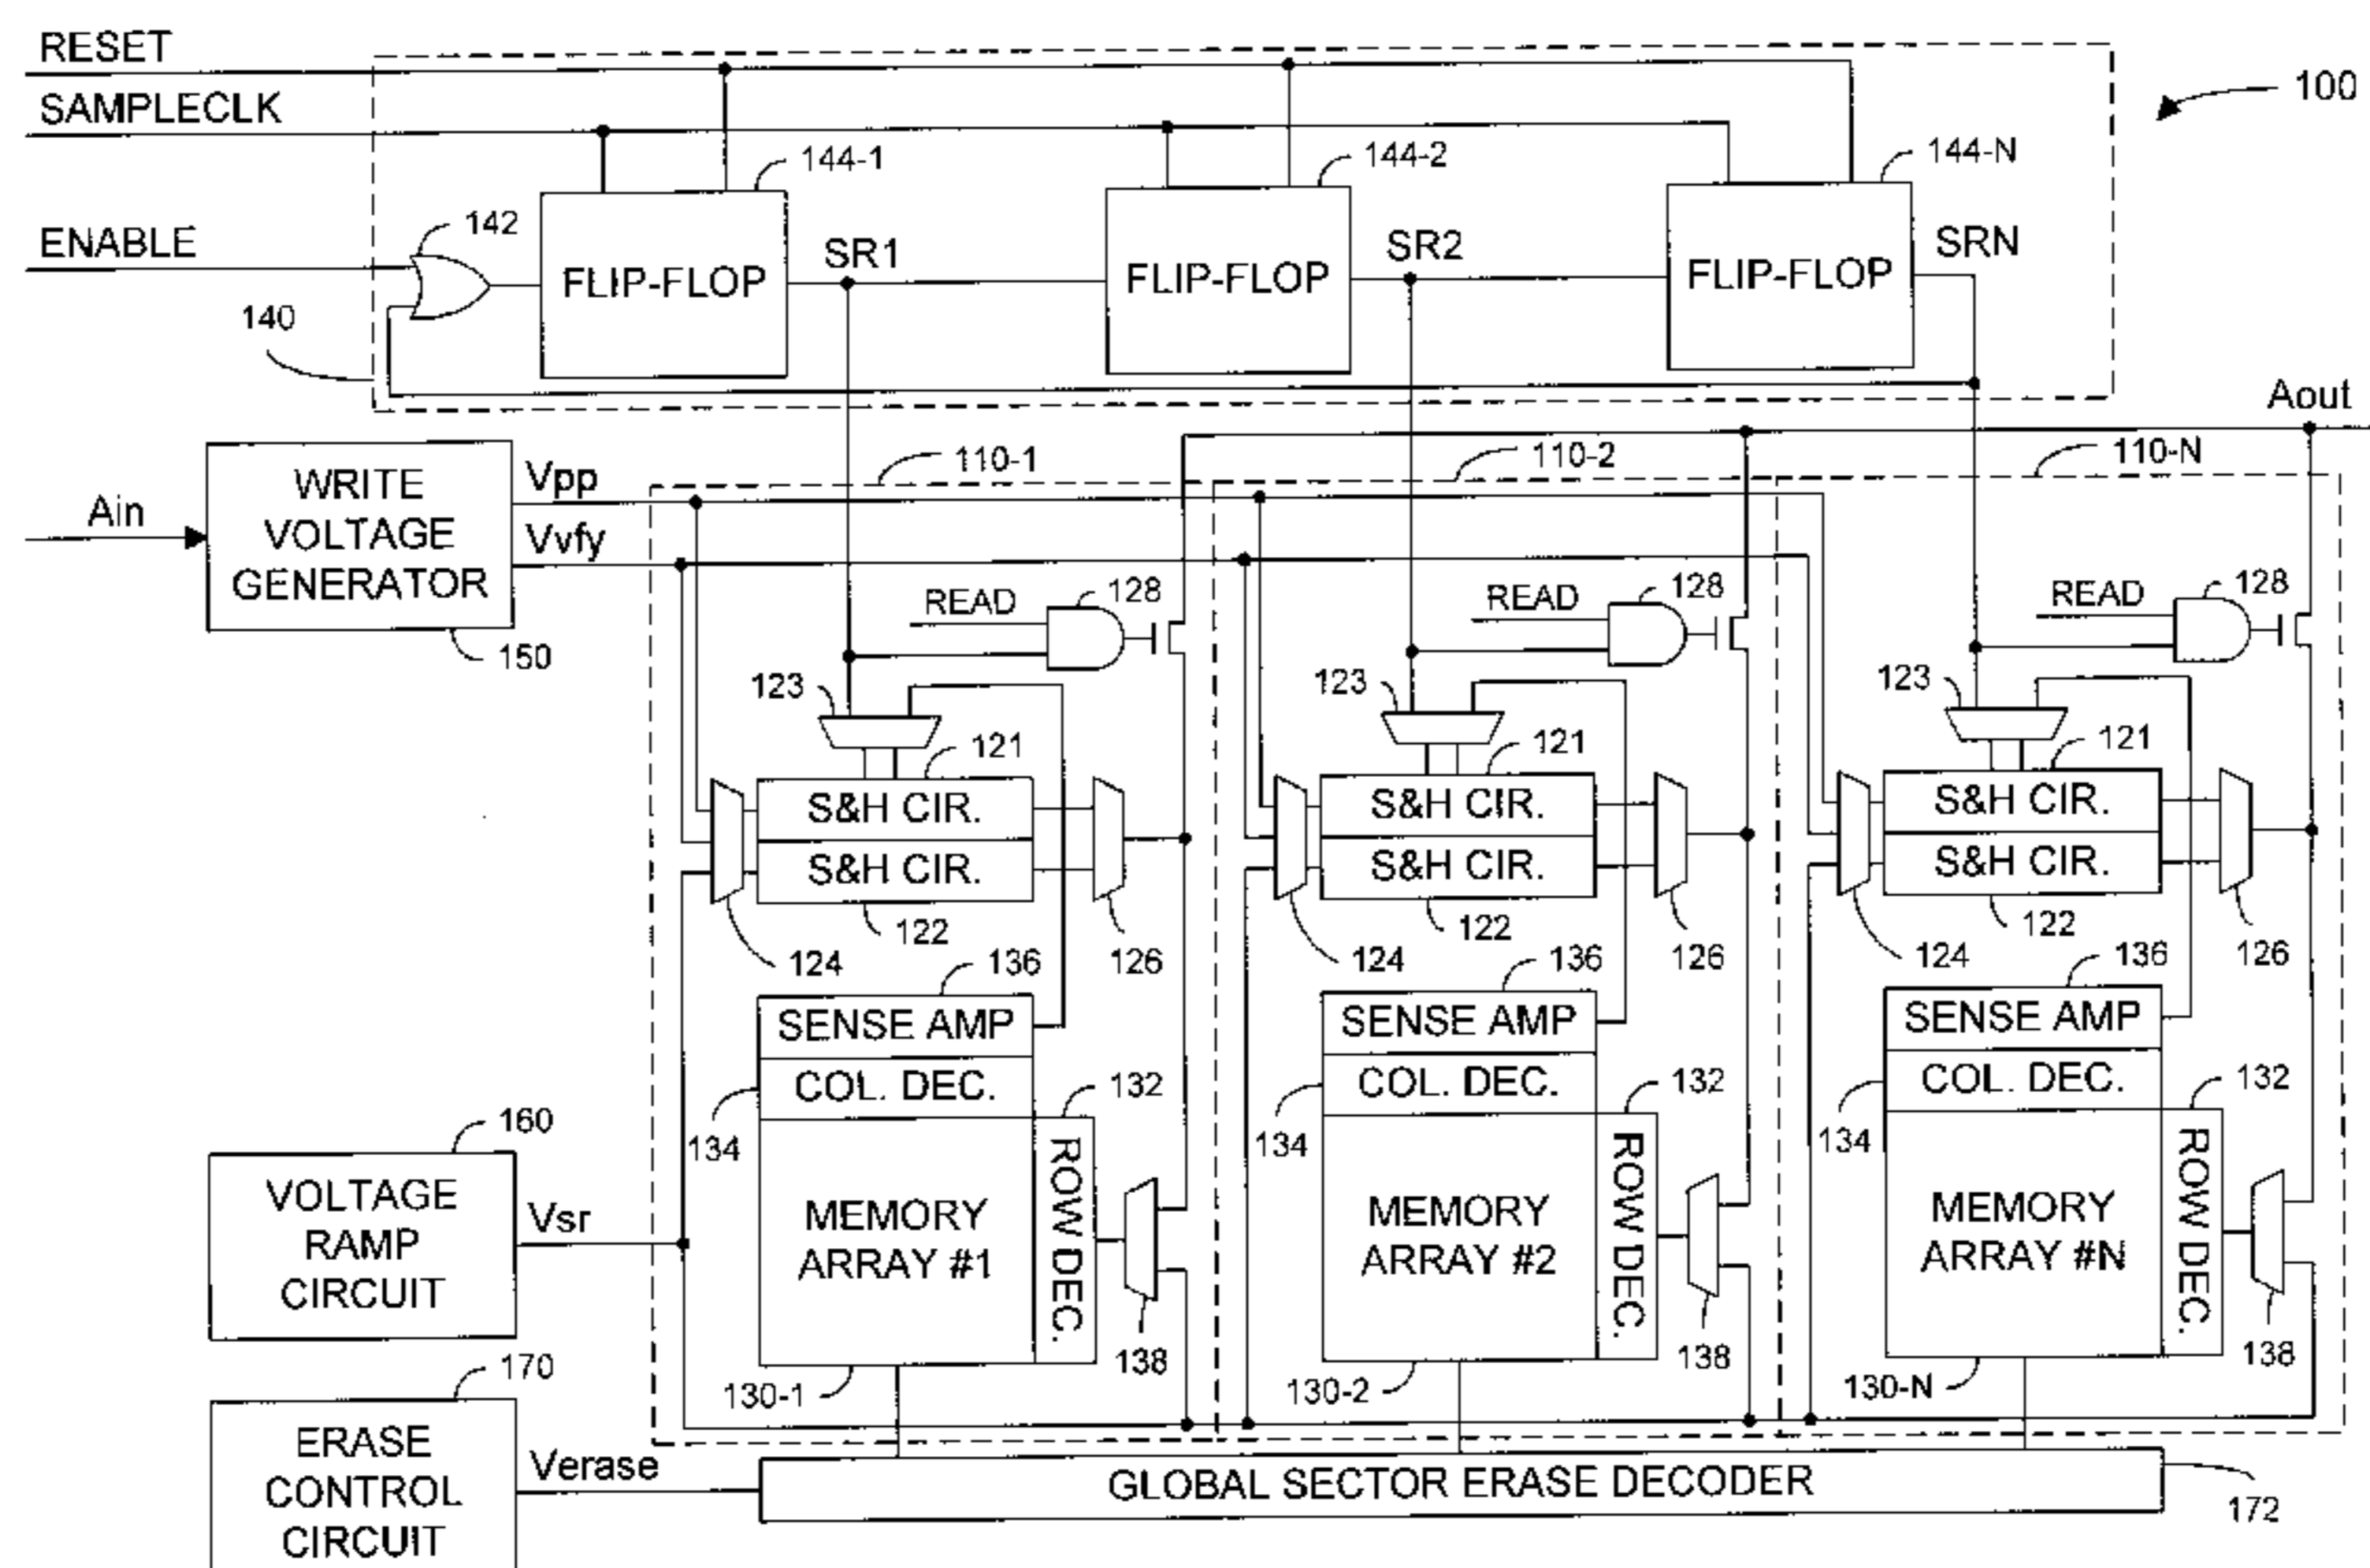 RESET
SAMPLECLK
100
144-1
144-2
144-N
142
ENABLE
SR1
SR2
SRN
FLIP-FLOP
FLIP-FLOP
FLIP-FLOP
140
Aout
110-1
110-2
110-N
WRITE
VOLTAGE
GENERATOR
Vpp
Ain
Vvfy
READ
128
READ
128
READ
128
150
123
123
123
121
121
121
S&H CIR.
S&H CIR.
S&H CIR.
S&H CIR.
S&H CIR.
S&H CIR.
122
122
122
124
136
126
124
136
126
124
136
126
SENSE AMP
SENSE AMP
SENSE AMP
COL. DEC.
COL. DEC.
COL. DEC.
132
132
132
160
134
134
134
VOLTAGE
RAMP
CIRCUIT
Vsr
MEMORY
ARRAY #1
ROW DEC.
MEMORY
ARRAY #2
ROW DEC.
MEMORY
ARRAY #N
ROW DEC.
138
138
138
170
130-1
130-2
130-N
ERASE
CONTROL
CIRCUIT
Verase
GLOBAL SECTOR ERASE DECODER
172